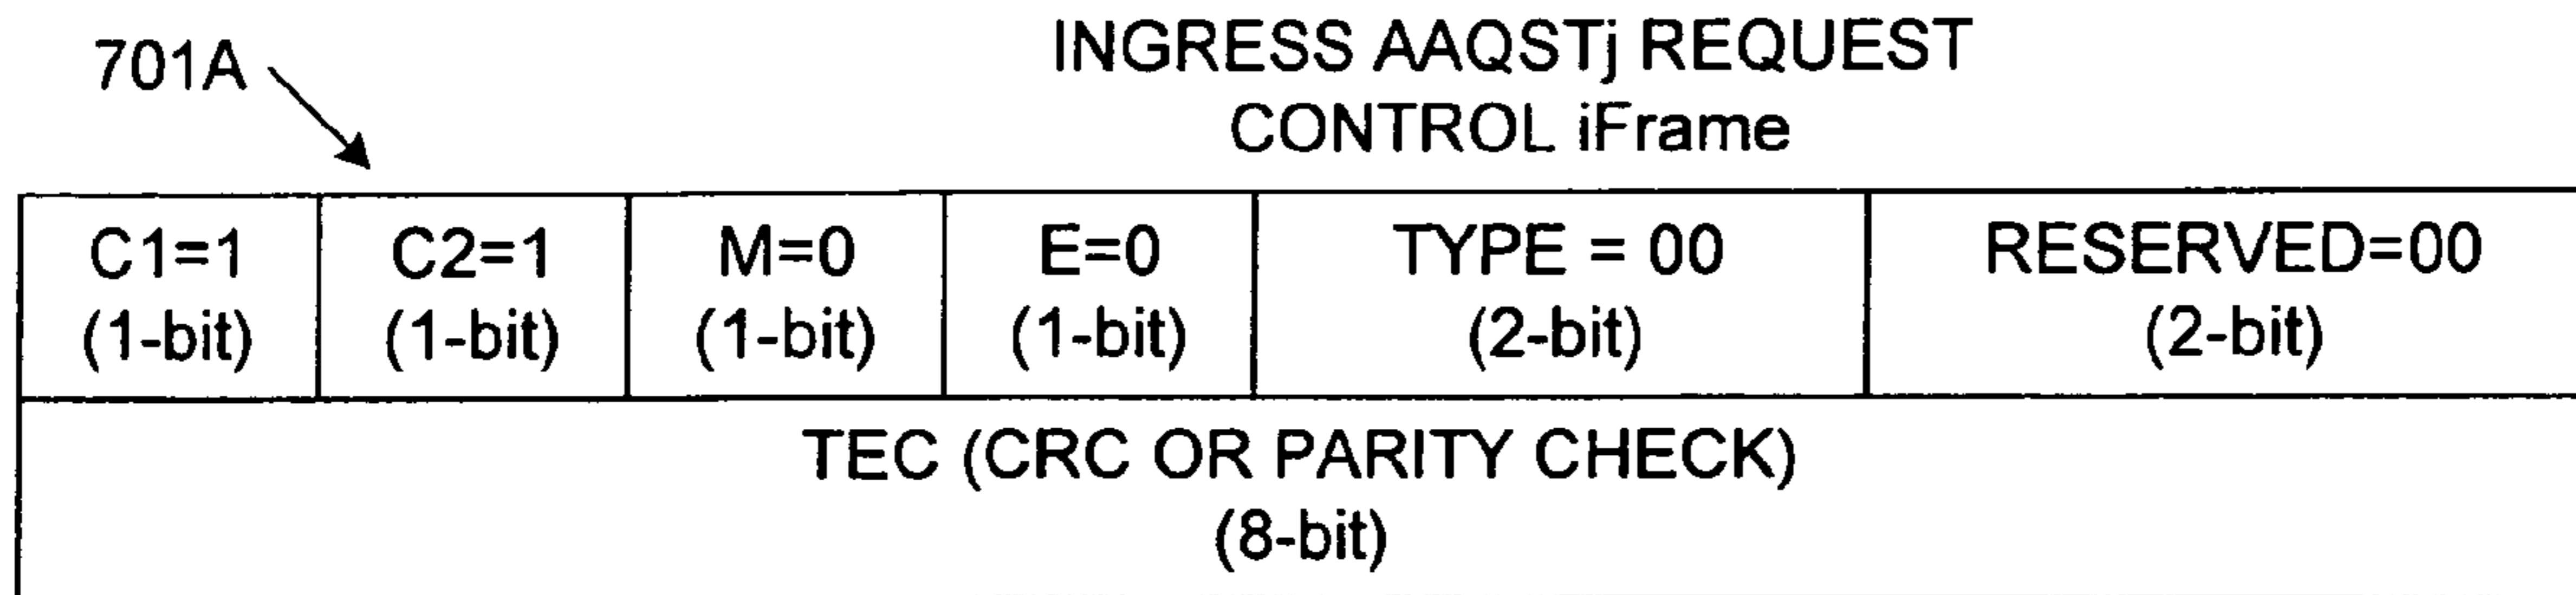 701A
INGRESS AAQSTj REQUEST
CONTROL iFrame
C1=1 C2=1 M=0 E=0 TYPE = 00 RESERVED=00
(1-bit) (1-bit) (1-bit) (1-bit) (2-bit) (2-bit)
TEC (CRC OR PARITY CHECK)
(8-bit)